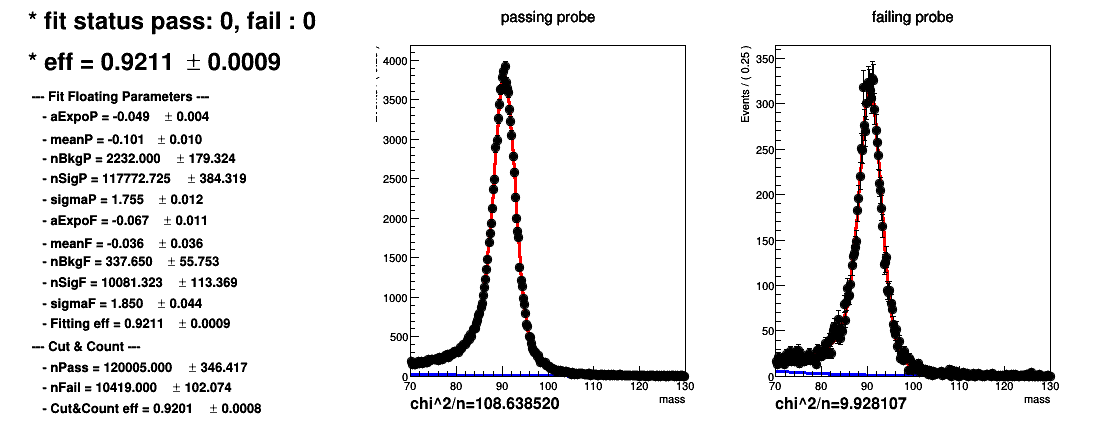 * fit status pass: 0, fail : 0
* eff = 0.9211 ± 0.0009
--- Fit Floating Parameters ---
- aExpoP = -0.049 ± 0.004
- meanP = -0.101 ± 0.010
- nBkgP = 2232.000 ± 179.324
- nSigP = 117772.725 ± 384.319
- sigmaP = 1.755 ± 0.012
- aExpoF = -0.067 ± 0.011
- meanF = -0.036 ± 0.036
- nBkgF = 337.650 ± 55.753
- nSigF = 10081.323 ± 113.369
- sigmaF = 1.850 ± 0.044
- Fitting eff = 0.9211 ± 0.0009
--- Cut & Count ---
- nPass = 120005.000 ± 346.417
- nFail = 10419.000 ± 102.074
- Cut&Count eff = 0.9201 ± 0.0008
passing probe
4000
3500
3000
2500
2000
1500
1000
500
0
70 80 90 100 110 120 130
mass
chi^2/n=108.638520
failing probe
Events / ( 0.25 )
350
300
250
200
150
100
50
0
70 80 90 100 110 120 130
mass
chi^2/n=9.928107